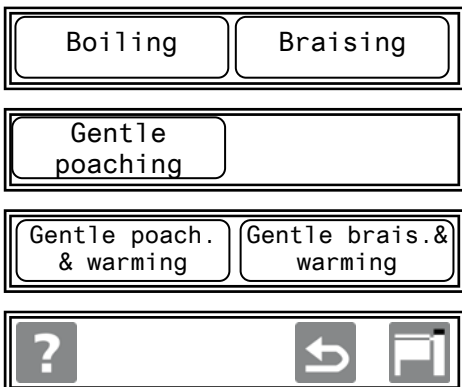 Boiling Braising
Gentle
poaching
Gentle poach. Gentle brais.&
& warming warming
?